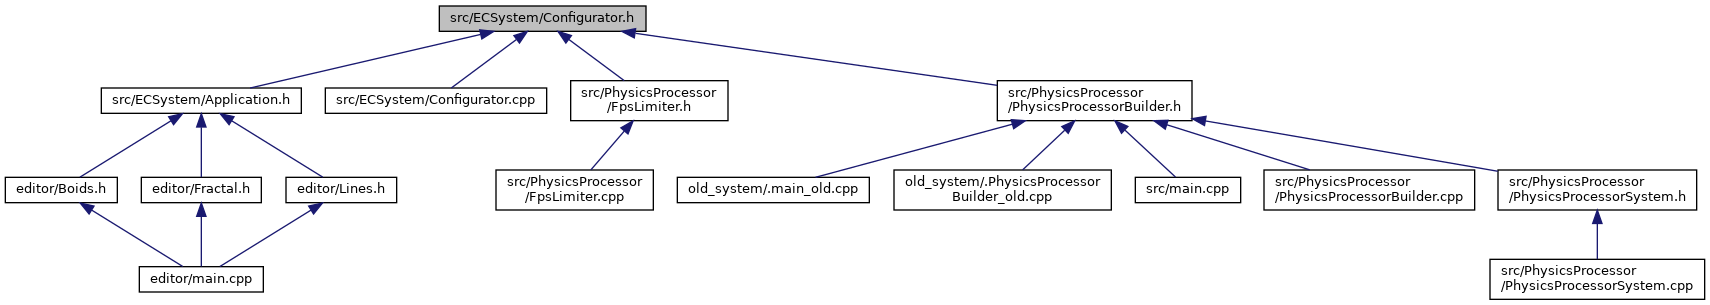 src/ECSystem/Configurator.h
src/ECSystem/Application.h
src/ECSystem/Configurator.cpp
src/PhysicsProcessor
/FpsLimiter.h
src/PhysicsProcessor
/PhysicsProcessorBuilder.h
editor/Boids.h
editor/Fractal.h
editor/Lines.h
src/PhysicsProcessor
/FpsLimiter.cpp
old_system/.main_old.cpp
old_system/.PhysicsProcessor
Builder_old.cpp
src/main.cpp
src/PhysicsProcessor
/PhysicsProcessorBuilder.cpp
src/PhysicsProcessor
/PhysicsProcessorSystem.h
editor/main.cpp
src/PhysicsProcessor
/PhysicsProcessorSystem.cpp